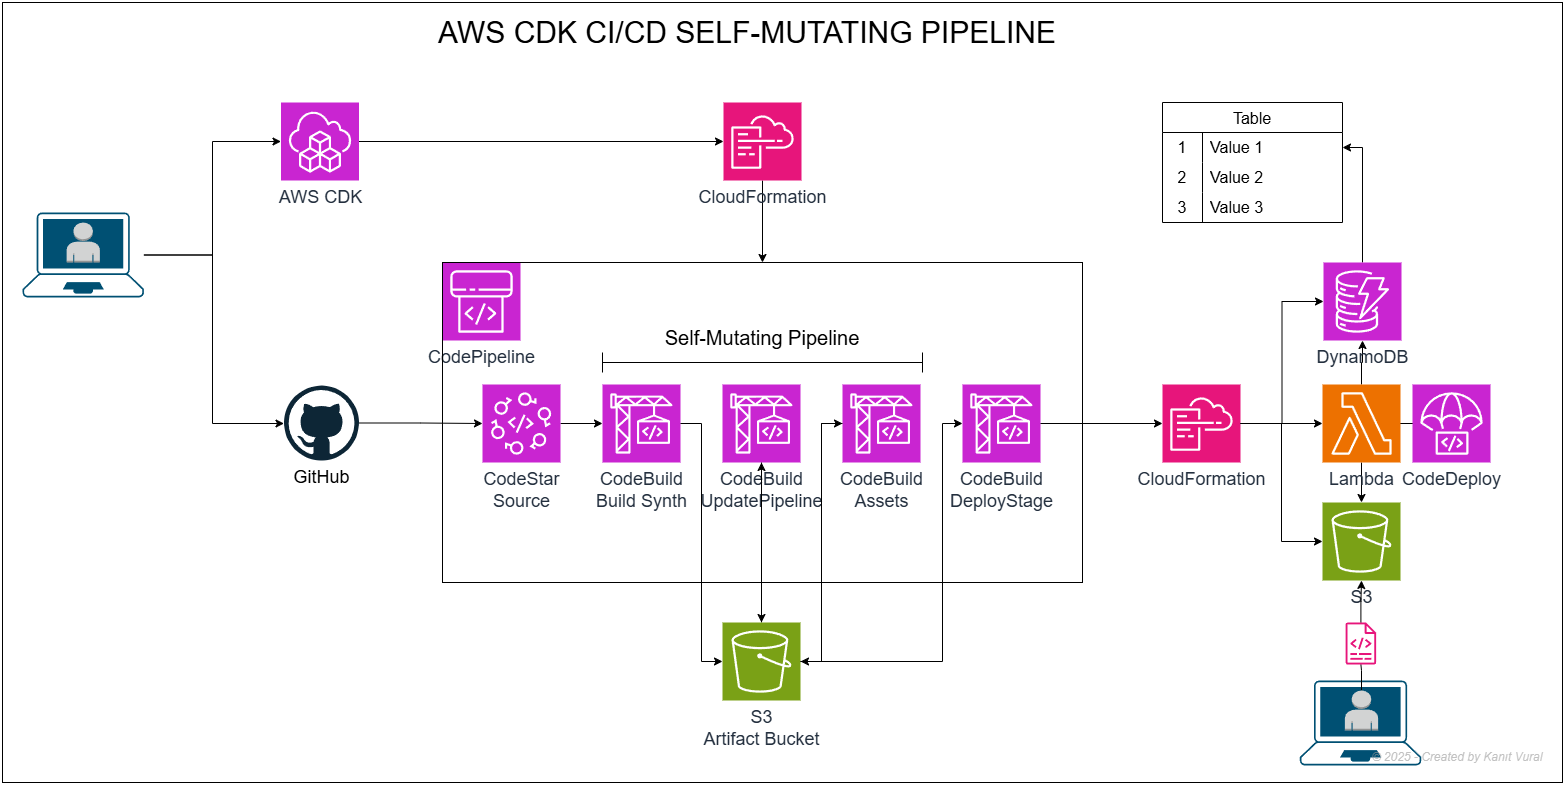 AWS CDK CI/CD SELF-MUTATING PIPELINE
AWS CDK
CloudFormation
Table
1 Value 1
2 Value 2
3 Value 3
CodePipeline
Self-Mutating Pipeline
DynamoDB
GitHub
CodeStar
Source
CodeBuild
Build Synth
CodeBuild
UpdatePipeline
CodeBuild
Assets
CodeBuild
DeployStage
CloudFormation
Lambda
CodeDeploy
S3
S3
Artifact Bucket
© 2025 - Created by Kanıt Vural